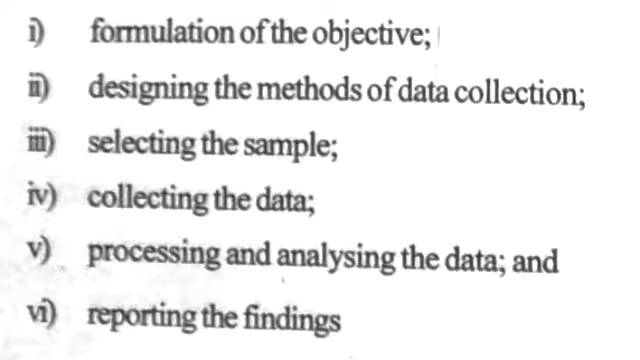 i) formulation of the objective;
ii) designing the methods of data collection;
iii) selecting the sample;
iv) collecting the data;
v) processing and analysing the data; and
vi) reporting the findings